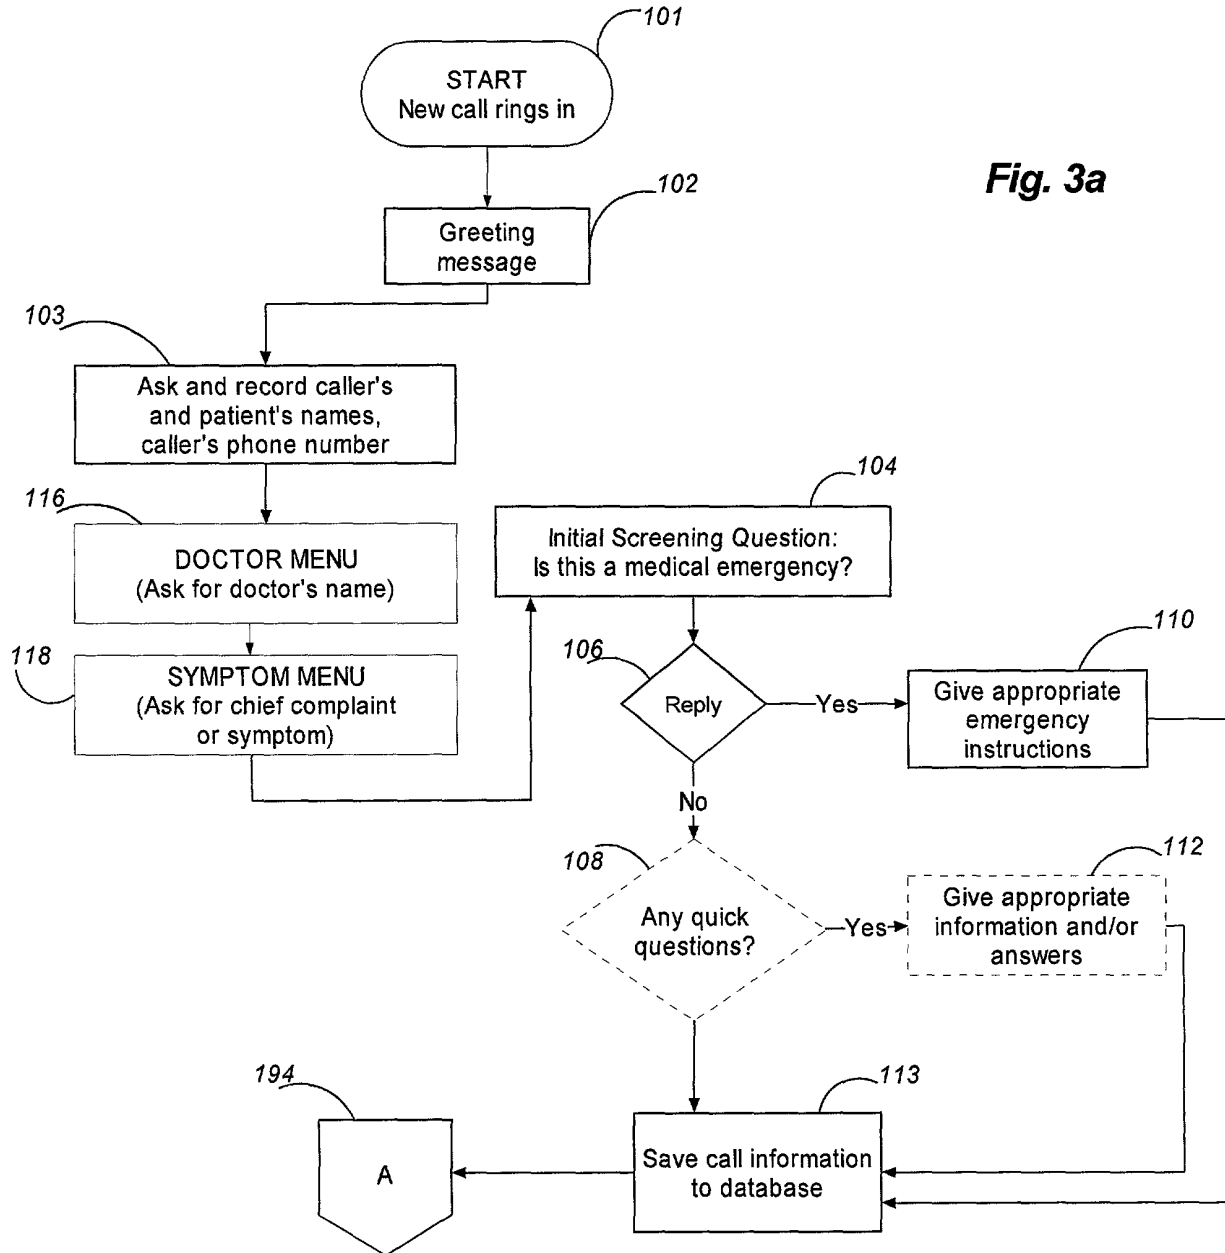 101
START
New call rings in
Fig. 3a
102
Greeting
message
103
Ask and record caller's
and patient's names,
caller's phone number
116
DOCTOR MENU
(Ask for doctor's name)
118
SYMPTOM MENU
(Ask for chief complaint
or symptom)
104
Initial Screening Question:
Is this a medical emergency?
106
Reply
Yes
110
Give appropriate
emergency
instructions
No
108
Any quick
questions?
Yes
112
Give appropriate
information and/or
answers
113
Save call information
to database
194
A